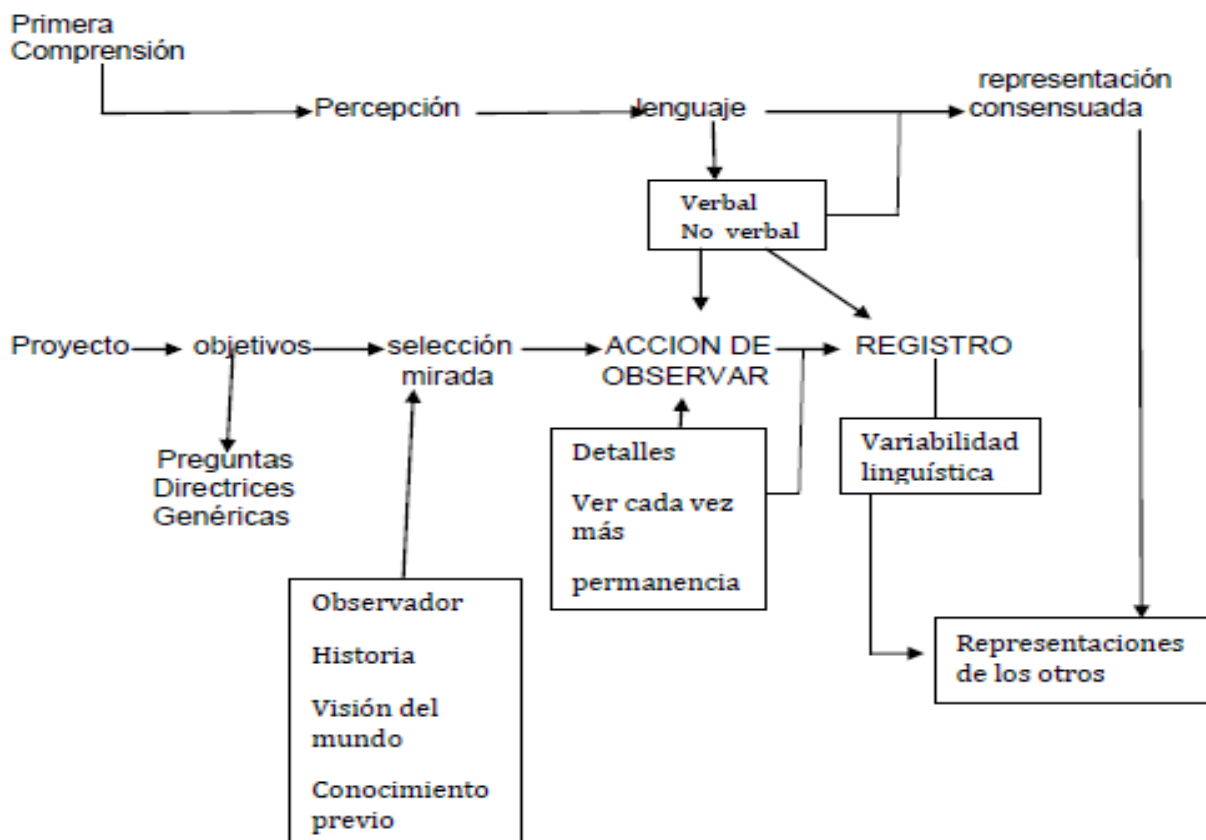 Primera
Comprensión
Percepción
lenguaje
representación
consensuada
Verbal
No verbal
Proyecto
objetivos
selección
mirada
ACCION DE
OBSERVAR
REGISTRO
Preguntas
Directrices
Genéricas
Detalles
Ver cada vez
más
permanencia
Variabilidad
linguística
Observador
Historia
Visión del
mundo
Conocimiento
previo
Representaciones
de los otros